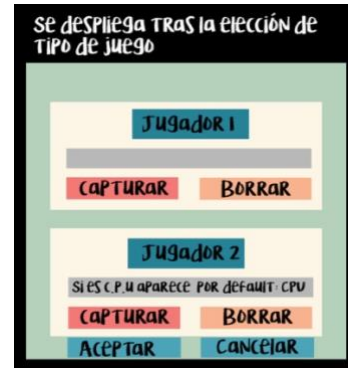 Se despliega tras la elección de
tipo de juego
Jugador 1
Capturar Borrar
Jugador 2
Si es C.P.U aparece por default: CPU
Capturar Borrar
Aceptar Cancelar